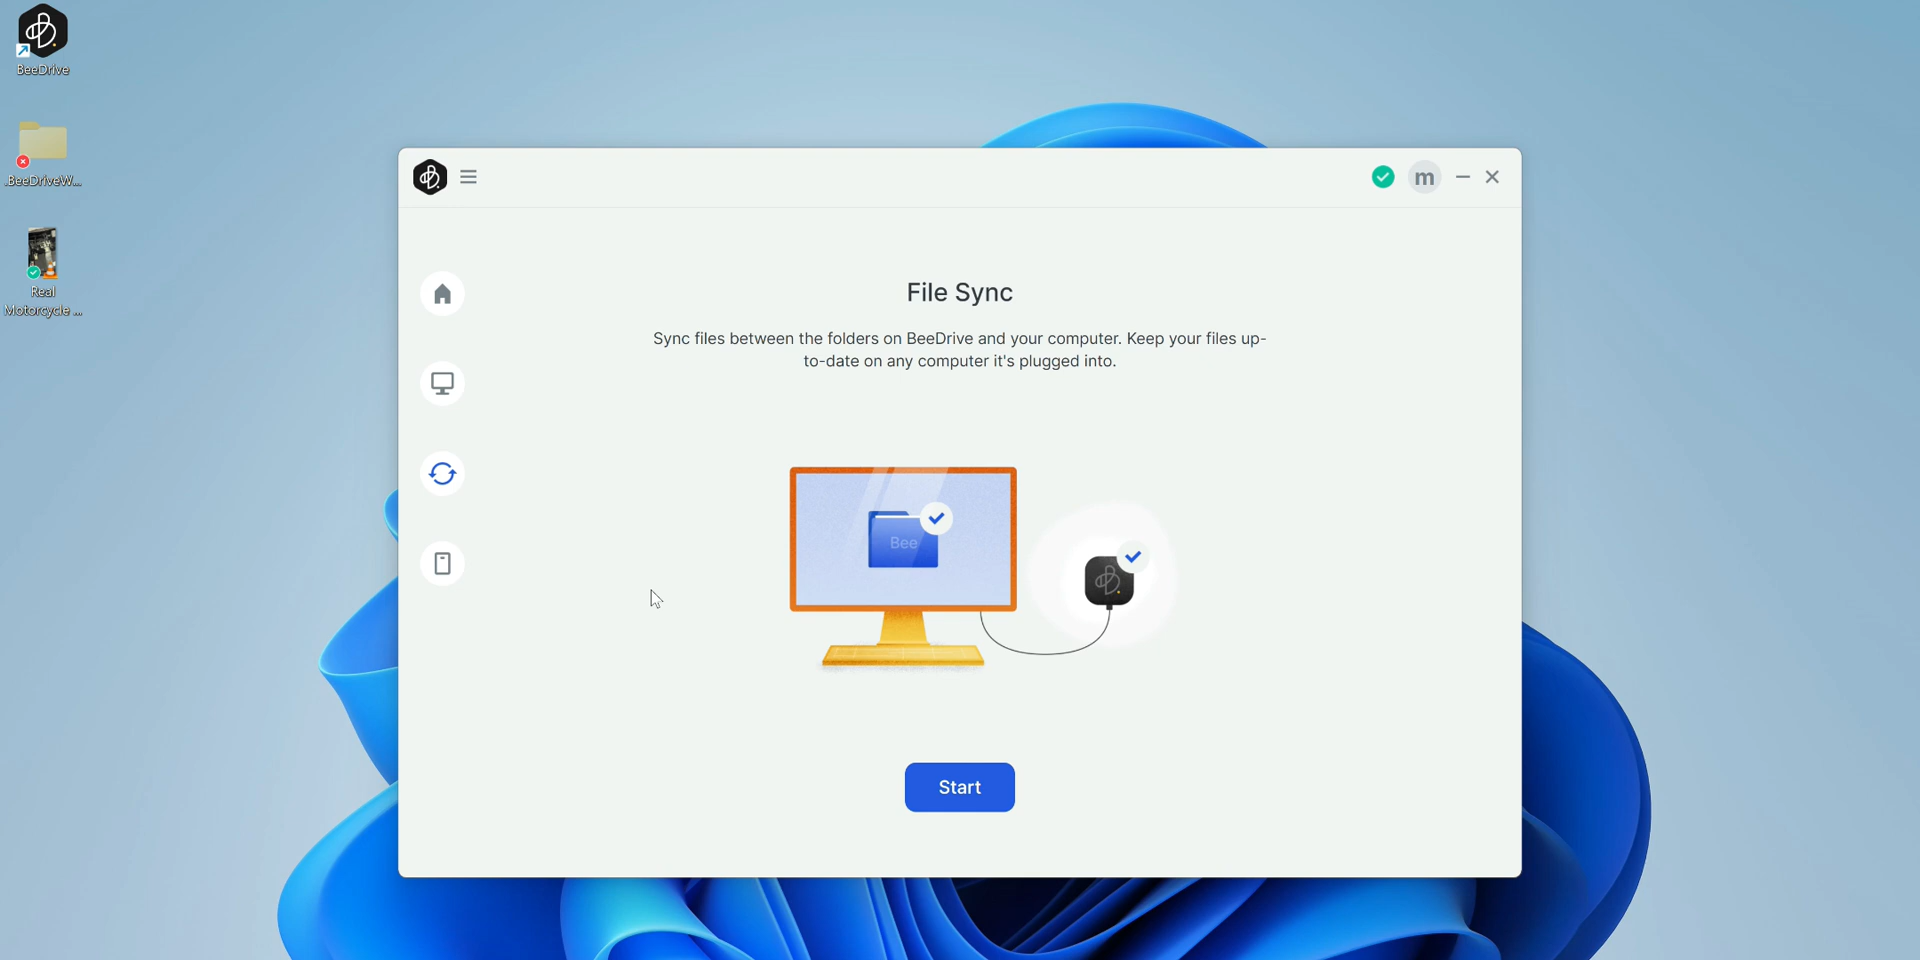 BeeDrive
.BeeDriveW...
Real
Motorcycle ...
m
File Sync
Sync files between the folders on BeeDrive and your computer. Keep your files up-
to-date on any computer it's plugged into.
Bee
Start